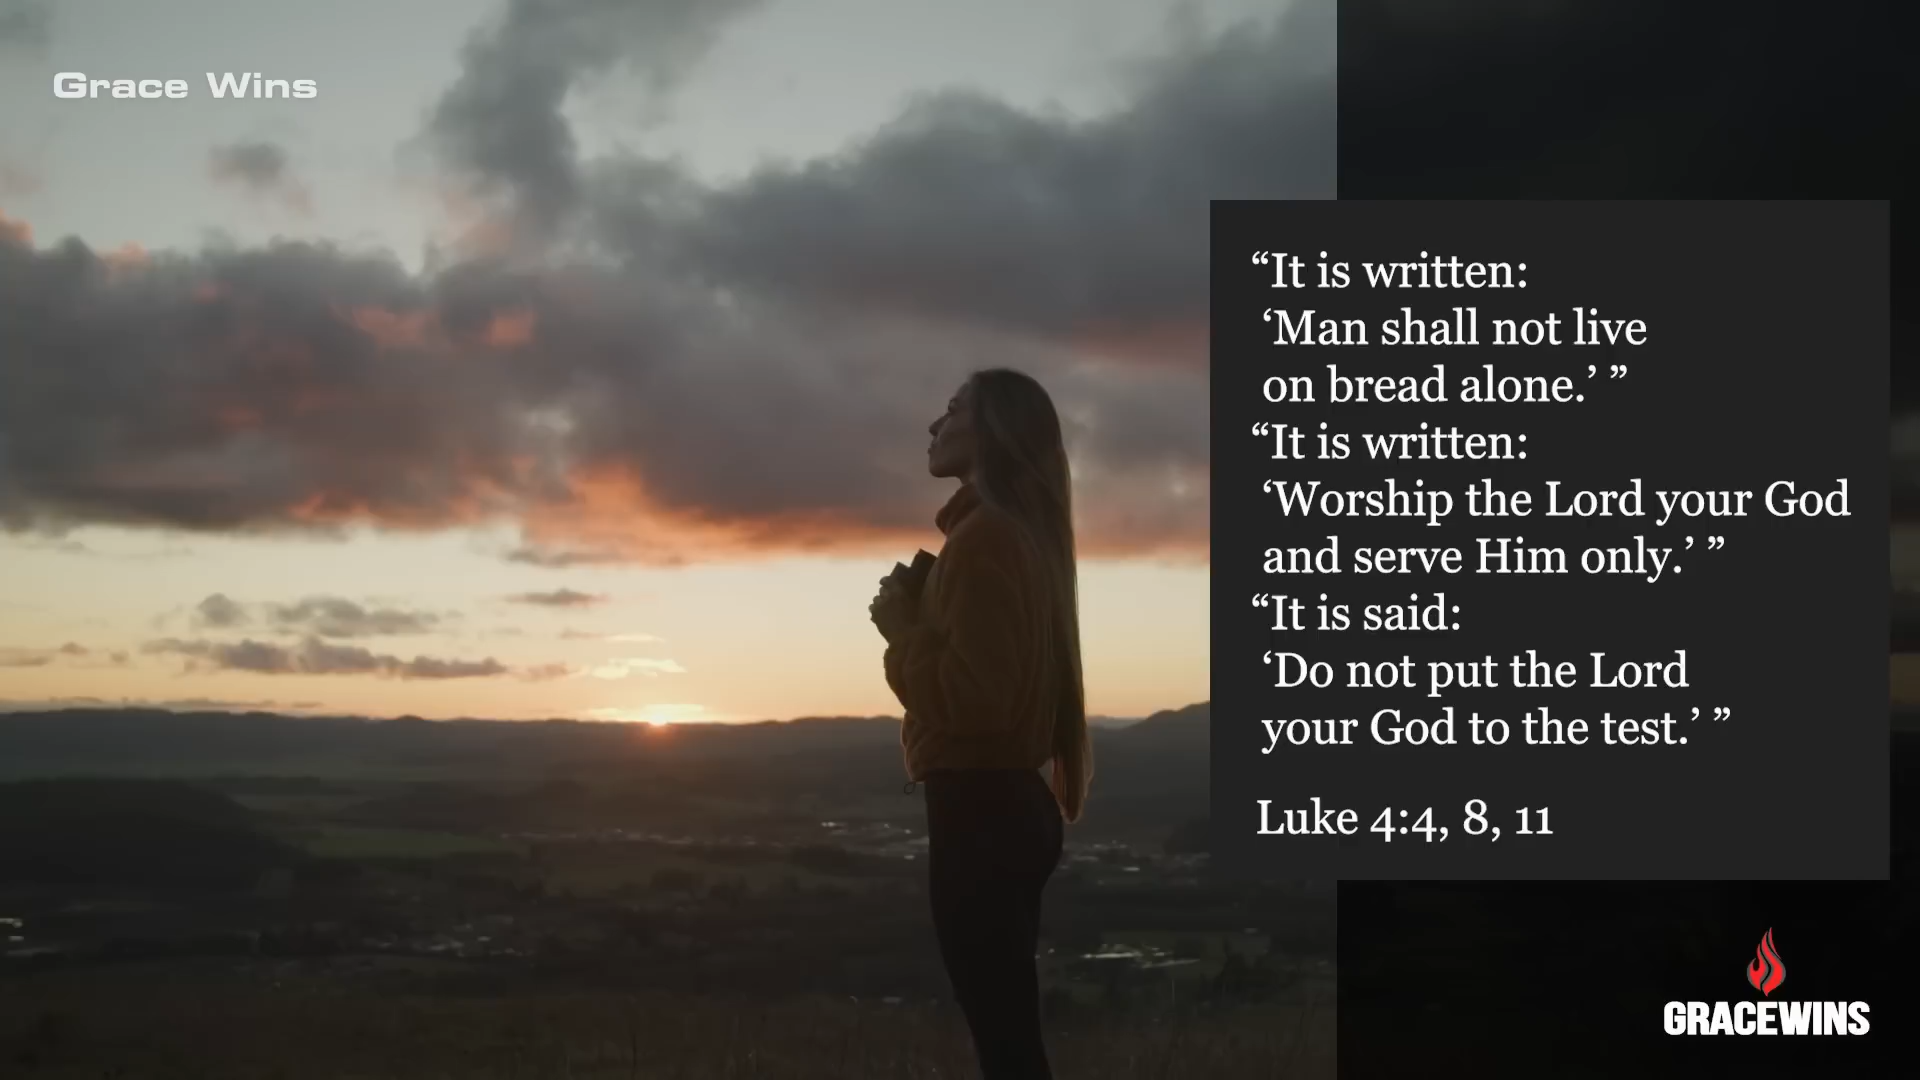 Grace Wins
“It is written:
‘Man shall not live
on bread alone.’ ”
“It is written:
‘Worship the Lord your God
and serve Him only.’ ”
“It is said:
‘Do not put the Lord
your God to the test.’ ”
Luke 4:4, 8, 11
GRACEWINS